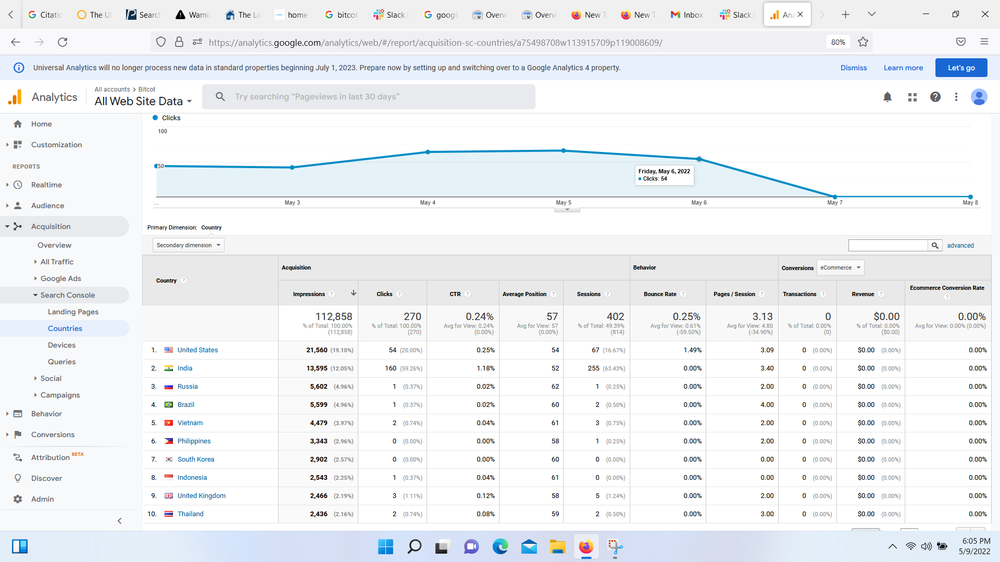 Citatio
The Ul
Search
Warnin
The La
home
bitcot
Slack
googl
Overvi
Overvi
New T
New T
Inbox
Slack
Ana
https://analytics.google.com/analytics/web/#/report/acquisition-sc-countries/a75498708w113915709p119008609/
80%
Universal Analytics will no longer process new data in standard properties beginning July 1, 2023. Prepare now by setting up and switching over to a Google Analytics 4 property.
Dismiss
Learn more
Let's go
Analytics
All accounts > Bitcot
All Web Site Data
Try searching “Pageviews in last 30 days”
Home
Customization
REPORTS
Realtime
Audience
Acquisition
Overview
All Traffic
Google Ads
Search Console
Landing Pages
Countries
Devices
Queries
Social
Campaigns
Behavior
Conversions
Attribution BETA
Discover
Admin
Clicks
100
50
Friday, May 6, 2022
Clicks: 54
... May 3 May 4 May 5 May 6 May 7 May 8
Primary Dimension: Country
Secondary dimension
advanced
Country ?
Acquisition
Behavior
Conversions eCommerce
Impressions ? Clicks ? CTR ? Average Position ? Sessions ? Bounce Rate ? Pages / Session ? Transactions ? Revenue ? Ecommerce Conversion Rate ?
112,858 270 0.24% 57 402 0.25% 3.13 0 $0.00 0.00%
% of Total: 100.00% % of Total: 100.00% Avg for View: 0.24% Avg for View: 57 % of Total: 49.39% Avg for View: 0.61% Avg for View: 4.80 % of Total: 0.00% % of Total: 0.00% Avg for View: 0.00% (0.00%)
(112,858) (270) (0.00%) (0.00%) (814) (-59.50%) (-34.90%) (0) ($0.00)
1. United States 21,560 (19.10%) 54 (20.00%) 0.25% 54 67 (16.67%) 1.49% 3.09 0 (0.00%) $0.00 (0.00%) 0.00%
2. India 13,595 (12.05%) 160 (59.26%) 1.18% 52 255 (63.43%) 0.00% 3.40 0 (0.00%) $0.00 (0.00%) 0.00%
3. Russia 5,602 (4.96%) 1 (0.37%) 0.02% 62 1 (0.25%) 0.00% 2.00 0 (0.00%) $0.00 (0.00%) 0.00%
4. Brazil 5,599 (4.96%) 1 (0.37%) 0.02% 60 2 (0.50%) 0.00% 4.00 0 (0.00%) $0.00 (0.00%) 0.00%
5. Vietnam 4,479 (3.97%) 2 (0.74%) 0.04% 61 3 (0.75%) 0.00% 2.00 0 (0.00%) $0.00 (0.00%) 0.00%
6. Philippines 3,343 (2.96%) 0 (0.00%) 0.00% 58 1 (0.25%) 0.00% 2.00 0 (0.00%) $0.00 (0.00%) 0.00%
7. South Korea 2,902 (2.57%) 0 (0.00%) 0.00% 60 0 (0.00%) 0.00% 0.00 0 (0.00%) $0.00 (0.00%) 0.00%
8. Indonesia 2,543 (2.25%) 1 (0.37%) 0.04% 61 0 (0.00%) 0.00% 0.00 0 (0.00%) $0.00 (0.00%) 0.00%
9. United Kingdom 2,466 (2.19%) 3 (1.11%) 0.12% 58 5 (1.24%) 0.00% 2.00 0 (0.00%) $0.00 (0.00%) 0.00%
10. Thailand 2,436 (2.16%) 2 (0.74%) 0.08% 59 2 (0.50%) 0.00% 3.00 0 (0.00%) $0.00 (0.00%) 0.00%
6:05 PM
5/9/2022